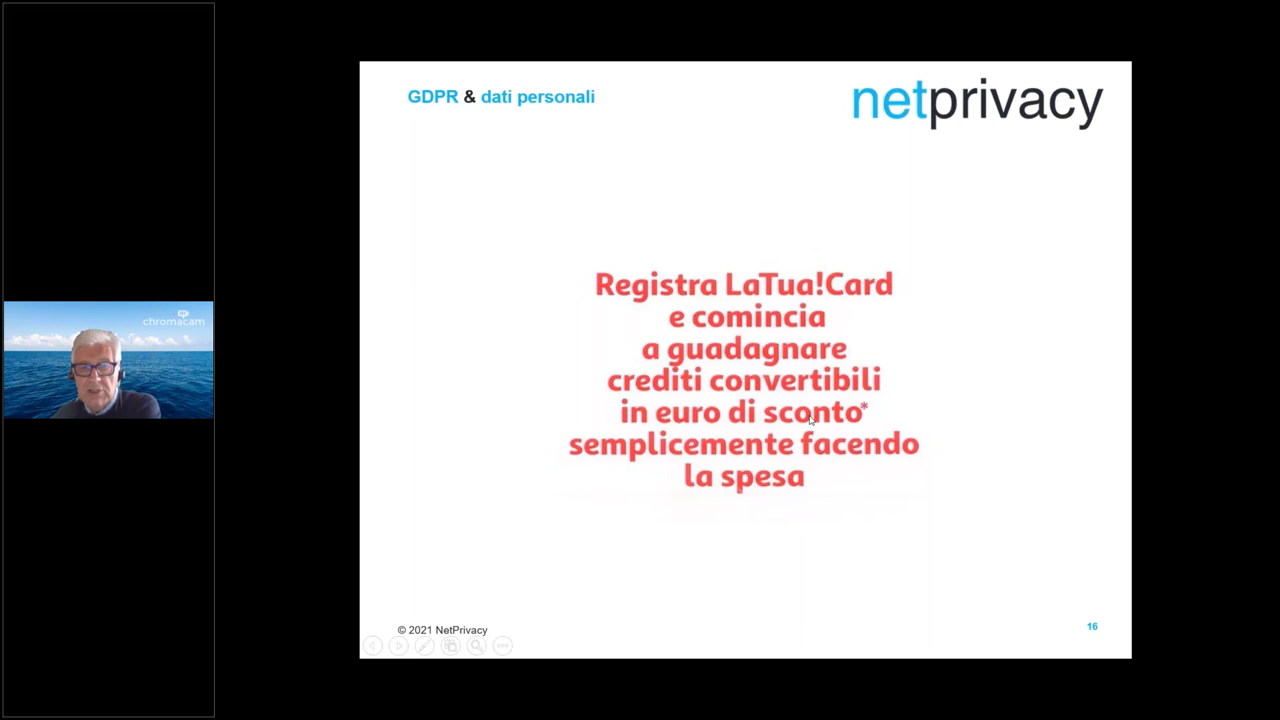 GDPR & dati personali
netprivacy
chromacam
Registra LaTua!Card
e comincia
a guadagnare
crediti convertibili
in euro di sconto*
semplicemente facendo
la spesa
© 2021 NetPrivacy
16